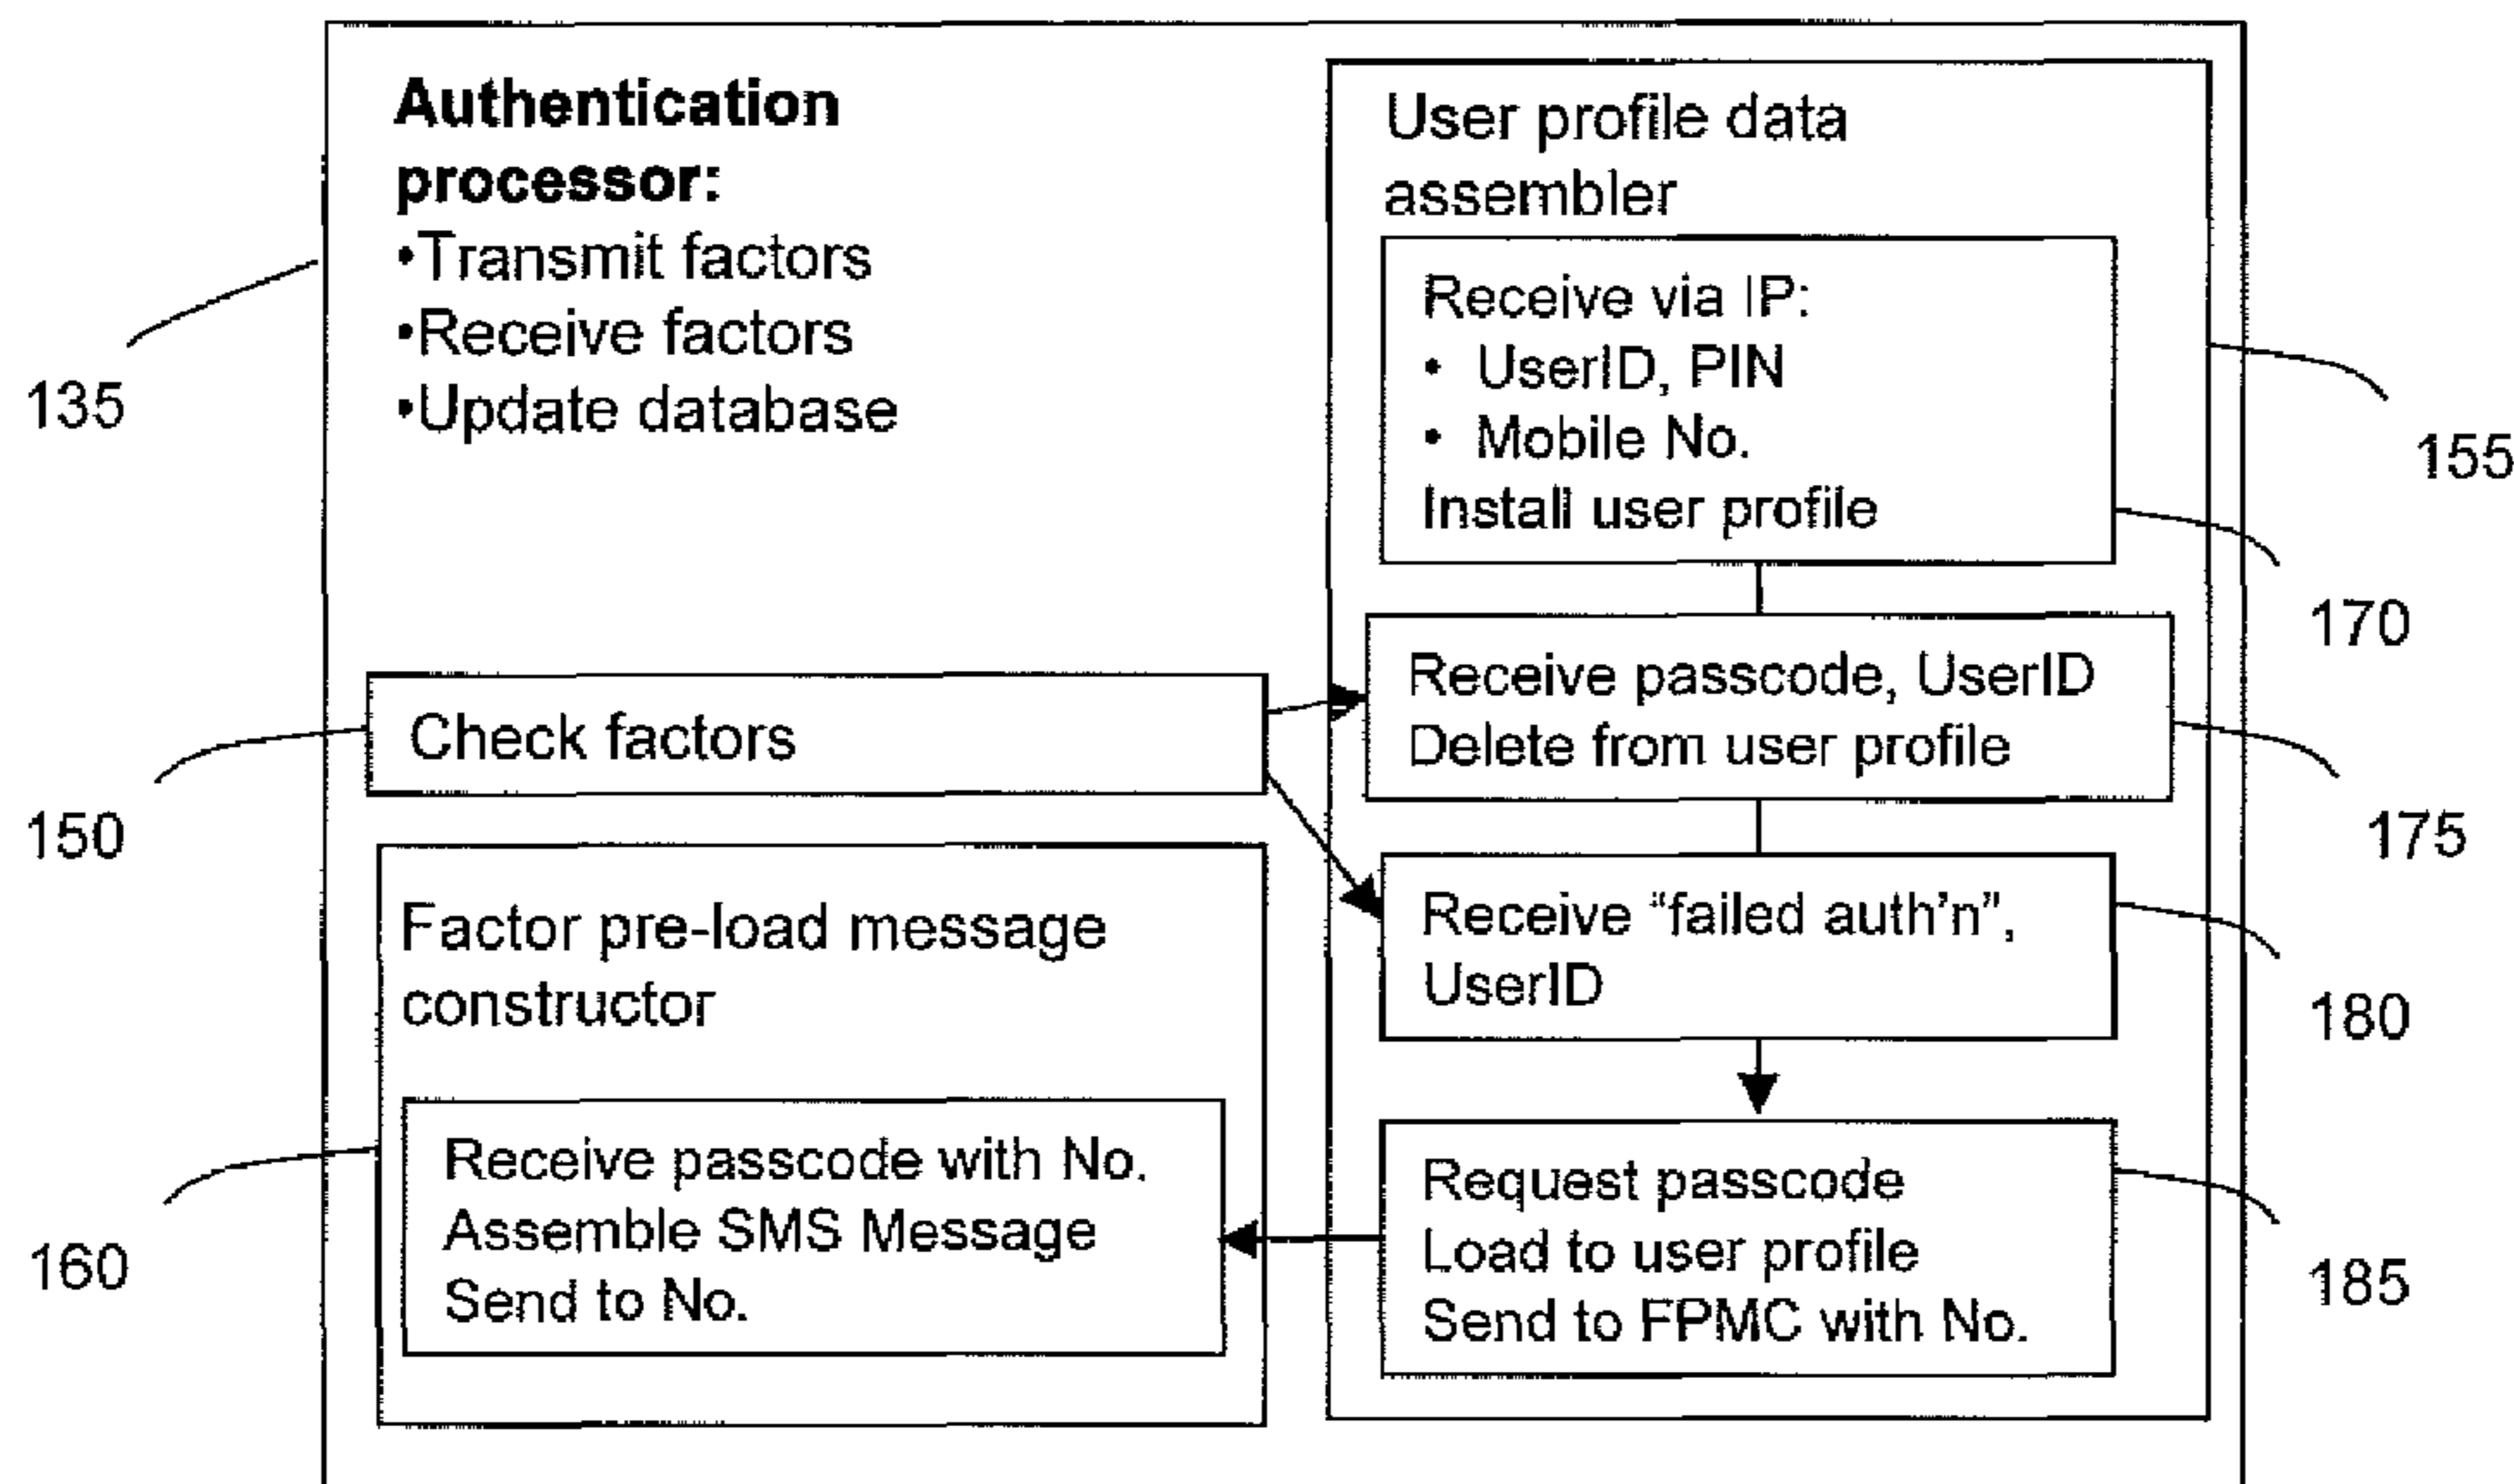 Authentication
processor:
•Transmit factors
•Receive factors
•Update database
135
User profile data
assembler
Receive via IP:
• UserID, PIN
• Mobile No.
Install user profile
155
170
Check factors
150
Receive passcode, UserID
Delete from user profile
175
Receive “failed auth’n”,
UserID
180
Factor pre-load message
constructor
Receive passcode with No.
Assemble SMS Message
Send to No.
160
Request passcode
Load to user profile
Send to FPMC with No.
185